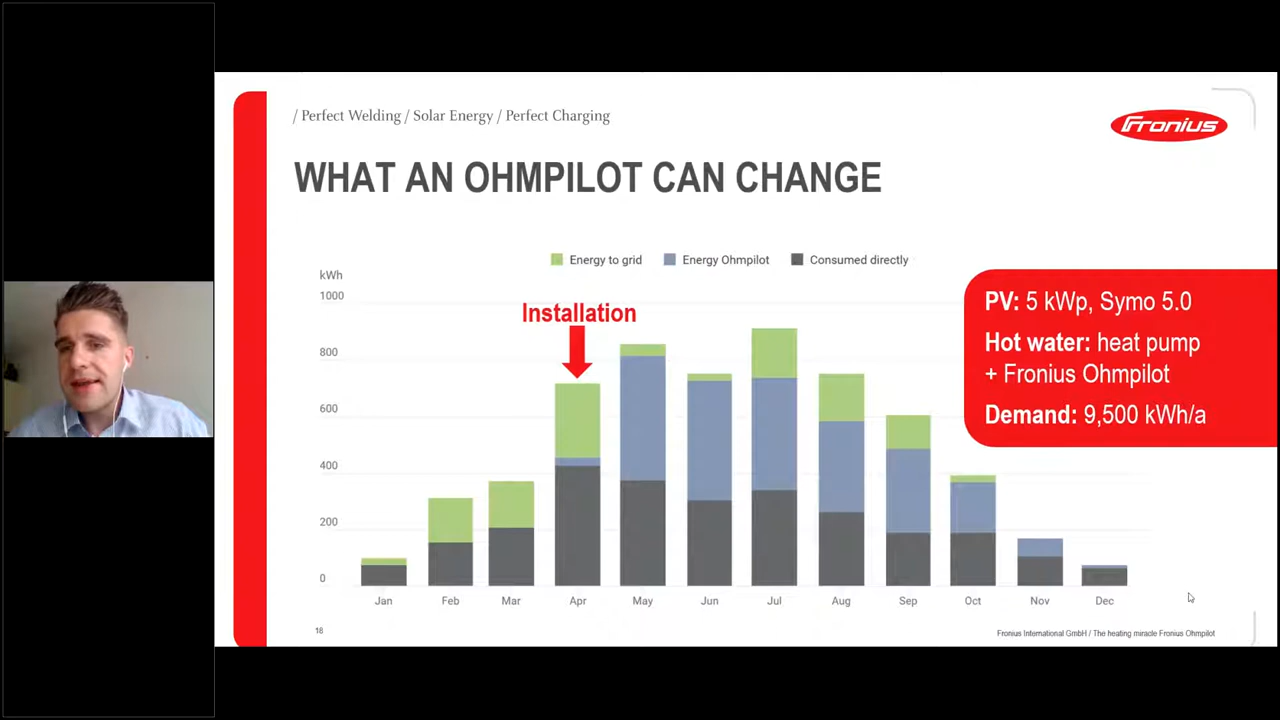 / Perfect Welding / Solar Energy / Perfect Charging
Fronius
WHAT AN OHMPILOT CAN CHANGE
Energy to grid
Energy Ohmpilot
Consumed directly
kWh
1000
800
600
400
200
0
Installation
Jan
Feb
Mar
Apr
May
Jun
Jul
Aug
Sep
Oct
Nov
Dec
PV: 5 kWp, Symo 5.0
Hot water: heat pump
+ Fronius Ohmpilot
Demand: 9,500 kWh/a
18
Fronius International GmbH / The heating miracle Fronius Ohmpilot